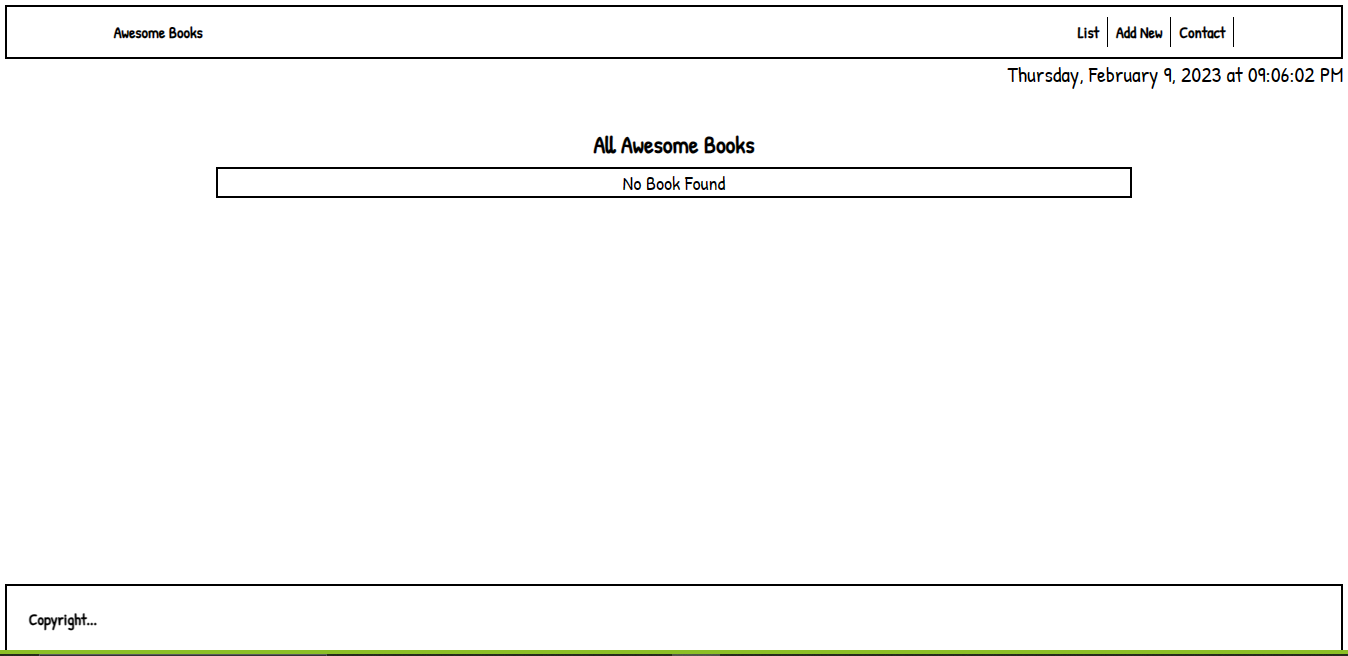 Awesome Books List Add New Contact
Thursday, February 9, 2023 at 09:06:02 PM
All Awesome Books
No Book Found
Copyright...